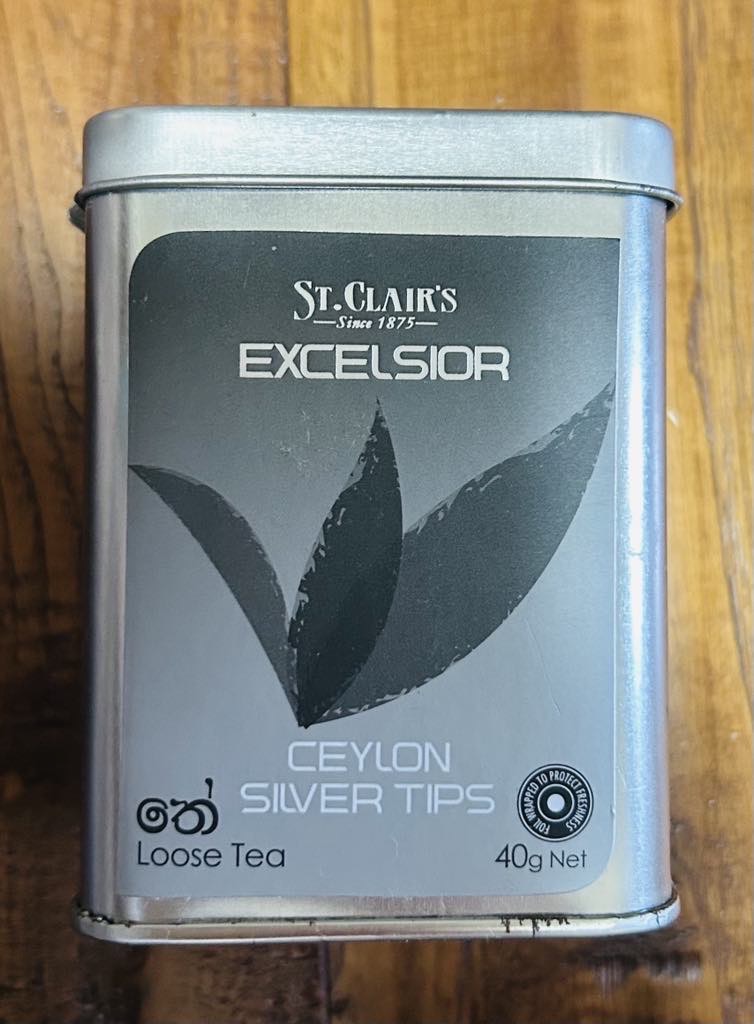 ST. CLAIR'S
Since 1875
EXCELSIOR
CEYLON
SILVER TIPS
තේ
Loose Tea
FOIL WRAPPED TO PROTECT FRESHNESS
40g Net